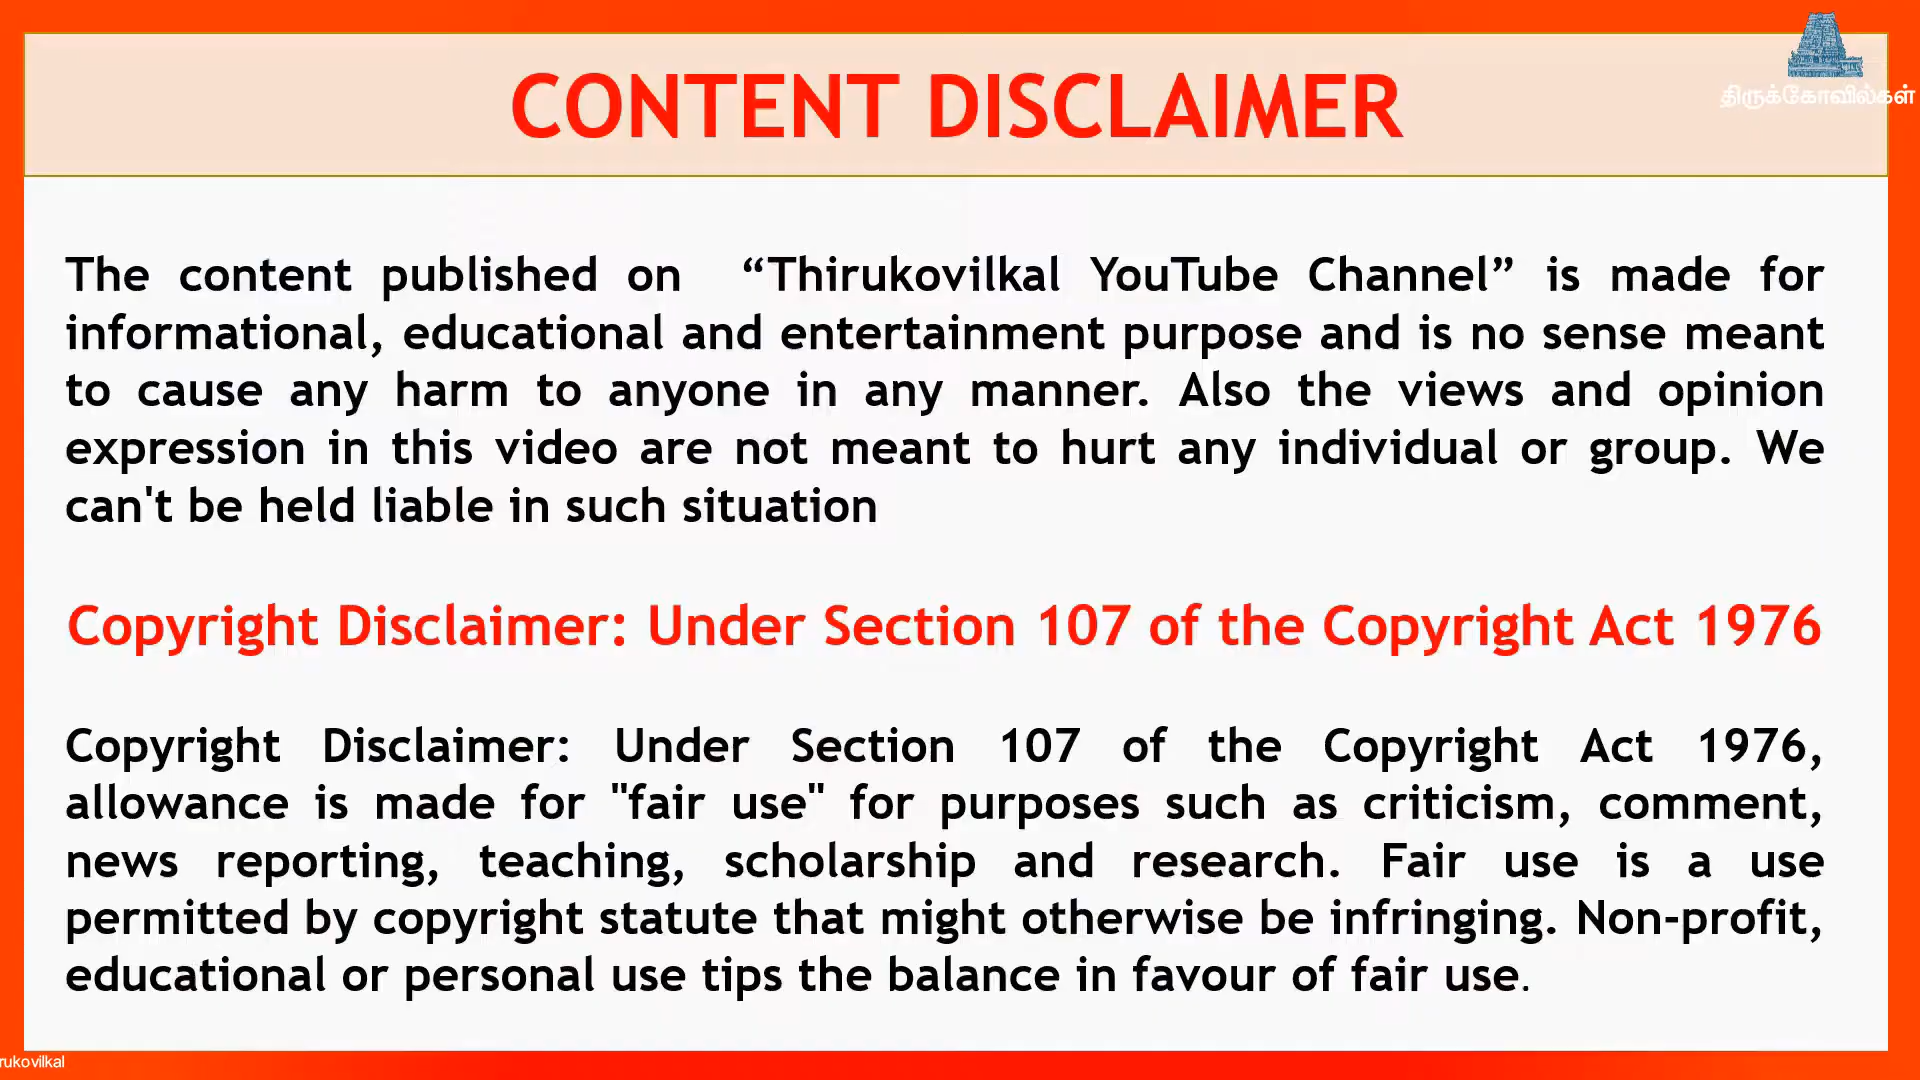 திருக்கோவில்கள்
CONTENT DISCLAIMER
The content published on “Thirukovilkal YouTube Channel” is made for
informational, educational and entertainment purpose and is no sense meant
to cause any harm to anyone in any manner. Also the views and opinion
expression in this video are not meant to hurt any individual or group. We
can't be held liable in such situation
Copyright Disclaimer: Under Section 107 of the Copyright Act 1976
Copyright Disclaimer: Under Section 107 of the Copyright Act 1976,
allowance is made for "fair use" for purposes such as criticism, comment,
news reporting, teaching, scholarship and research. Fair use is a use
permitted by copyright statute that might otherwise be infringing. Non-profit,
educational or personal use tips the balance in favour of fair use.
rukovilkal